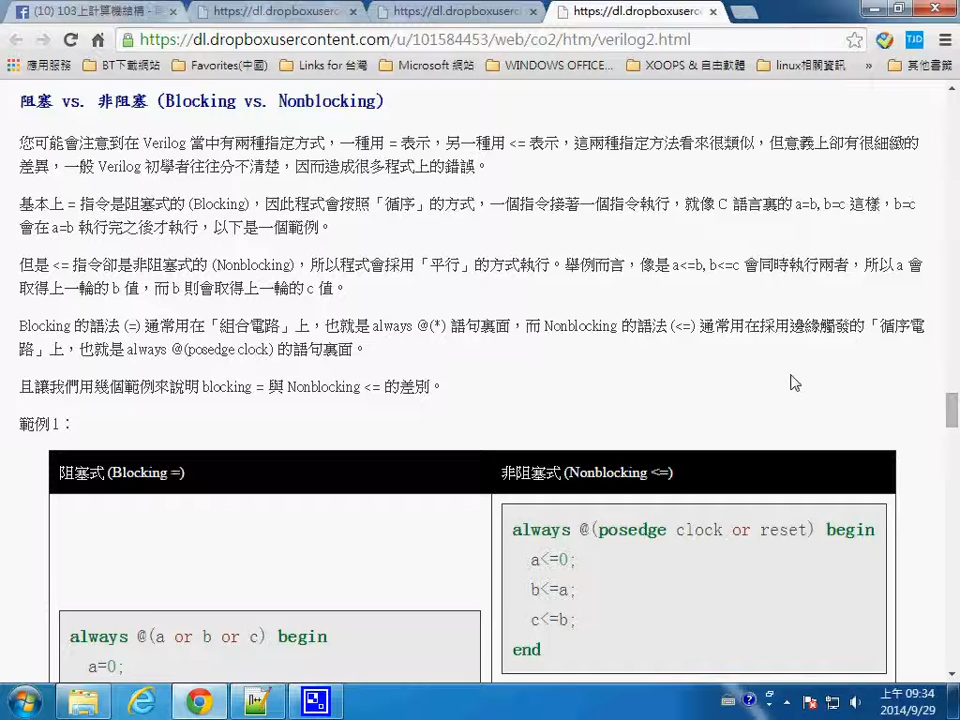 (10) 103上計算機結構 -
https://dl.dropboxuserc
https://dl.dropboxuserc
https://dl.dropboxuserc
https://dl.dropboxusercontent.com/u/101584453/web/co2/htm/verilog2.html
應用服務
BT下載網站
Favorites(中國)
Links for 台灣
Microsoft 網站
WINDOWS OFFICE...
XOOPS & 自由軟體
linux相關資訊
»
其他書籤
TJD
阻塞 vs. 非阻塞 (Blocking vs. Nonblocking)
您可能會注意到在 Verilog 當中有兩種指定方式，一種用 = 表示，另一種用 <= 表示，這兩種指定方法看來很類似，但意義上卻有很細緻的
差異，一般 Verilog 初學者往往分不清楚，因而造成很多程式上的錯誤。
基本上 = 指令是阻塞式的 (Blocking)，因此程式會按照「循序」的方式，一個指令接著一個指令執行，就像 C 語言裏的 a=b, b=c 這樣，b=c
會在 a=b 執行完之後才執行，以下是一個範例。
但是 <= 指令卻是非阻塞式的 (Nonblocking)，所以程式會採用「平行」的方式執行。舉例而言，像是 a<=b, b<=c 會同時執行兩者，所以 a 會
取得上一輪的 b 值，而 b 則會取得上一輪的 c 值。
Blocking 的語法 (=) 通常用在「組合電路」上，也就是 always @(*) 語句裏面，而 Nonblocking 的語法 (<=) 通常用在採用邊緣觸發的「循序電
路」上，也就是 always @(posedge clock) 的語句裏面。
且讓我們用幾個範例來說明 blocking = 與 Nonblocking <= 的差別。
範例 1：
阻塞式 (Blocking =)
非阻塞式 (Nonblocking <=)
always @(posedge clock or reset) begin
a<=0;
b<=a;
c<=b;
end
always @(a or b or c) begin
a=0;
上午 09:34
2014/9/29